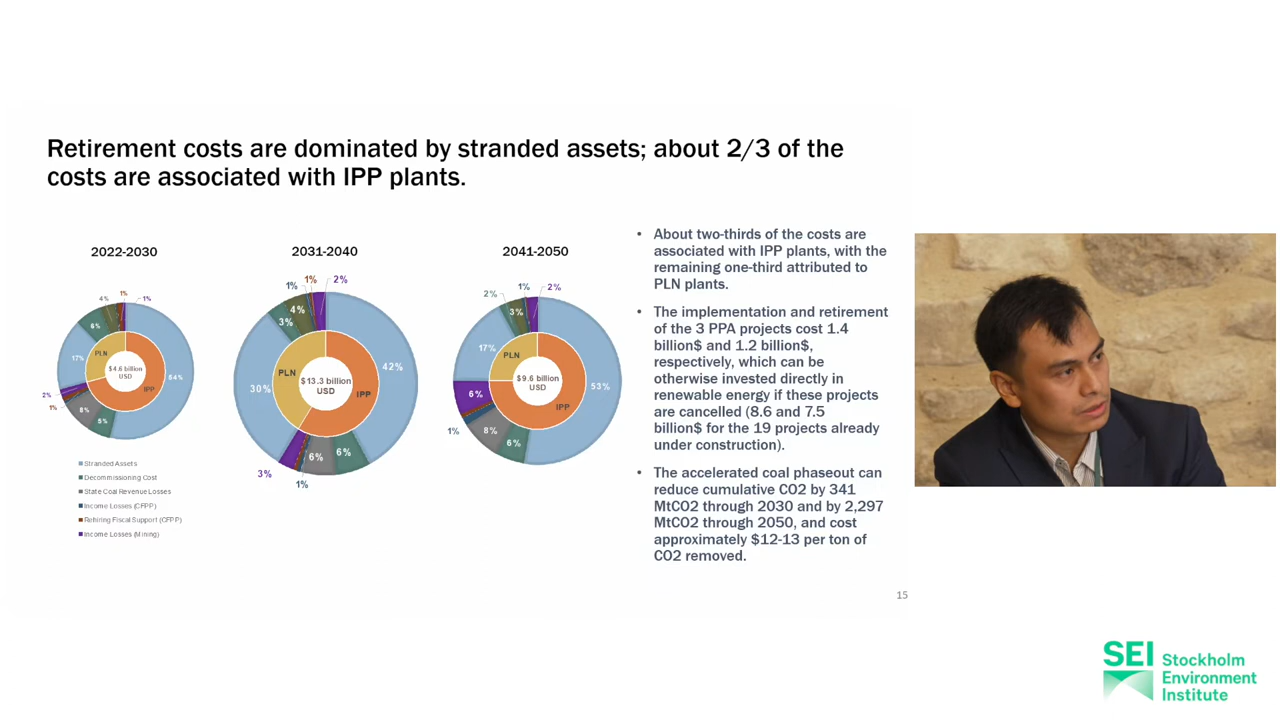 Retirement costs are dominated by stranded assets; about 2/3 of the
costs are associated with IPP plants.
2022-2030
4%
1%
1%
6%
17%
PLN
$4.6 billion
USD
IPP
2%
1%
8%
5%
Stranded Assets
Decommissioning Cost
State Coal Revenue Losses
Income Losses (CFPP)
Rehiring Fiscal Support (CFPP)
Income Losses (Mining)
2031-2040
1%
1%
2%
4%
3%
42%
PLN
30%
$13.3 billion
USD
IPP
6%
6%
3%
1%
2041-2050
2%
1%
2%
3%
17%
PLN
53%
$9.6 billion
USD
6%
IPP
1%
8%
6%
• About two-thirds of the costs are
associated with IPP plants, with the
remaining one-third attributed to
PLN plants.
• The implementation and retirement
of the 3 PPA projects cost 1.4
billion$ and 1.2 billion$,
respectively, which can be
otherwise invested directly in
renewable energy if these projects
are cancelled (8.6 and 7.5
billion$ for the 19 projects already
under construction).
• The accelerated coal phaseout can
reduce cumulative CO2 by 341
MtCO2 through 2030 and by 2,297
MtCO2 through 2050, and cost
approximately $12-13 per ton of
CO2 removed.
15
SEI Stockholm
Environment
Institute